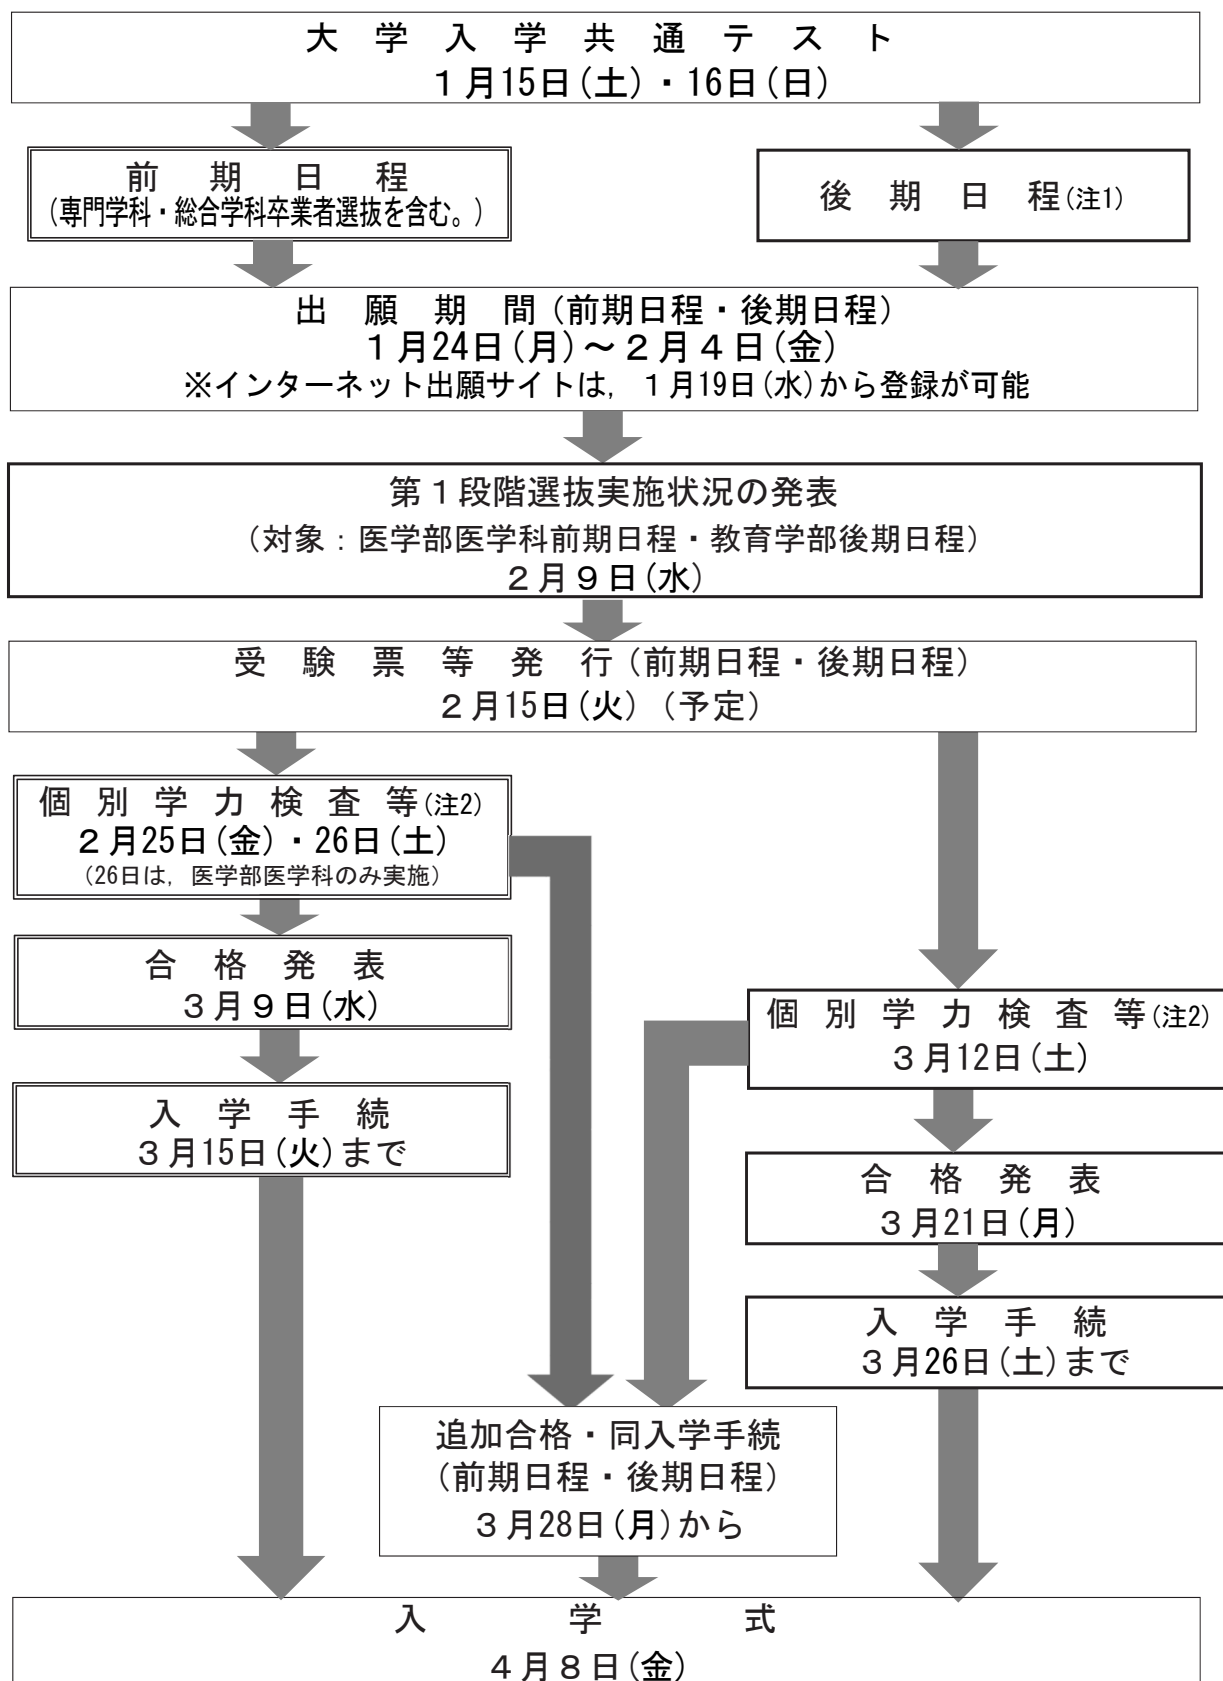 大学入学共通テスト
1月15日(土)・16日(日)
前期日程
(専門学科・総合学科卒業者選抜を含む。)
後期日程(注1)
出願期間(前期日程・後期日程)
1月24日(月)～2月4日(金)
※インターネット出願サイトは，1月19日(水)から登録が可能
第1段階選抜実施状況の発表
(対象：医学部医学科前期日程・教育学部後期日程)
2月9日(水)
受験票等発行(前期日程・後期日程)
2月15日(火)(予定)
個別学力検査等(注2)
2月25日(金)・26日(土)
(26日は，医学部医学科のみ実施)
合格発表
3月9日(水)
入学手続
3月15日(火)まで
個別学力検査等(注2)
3月12日(土)
合格発表
3月21日(月)
入学手続
3月26日(土)まで
追加合格・同入学手続
(前期日程・後期日程)
3月28日(月)から
入学式
4月8日(金)